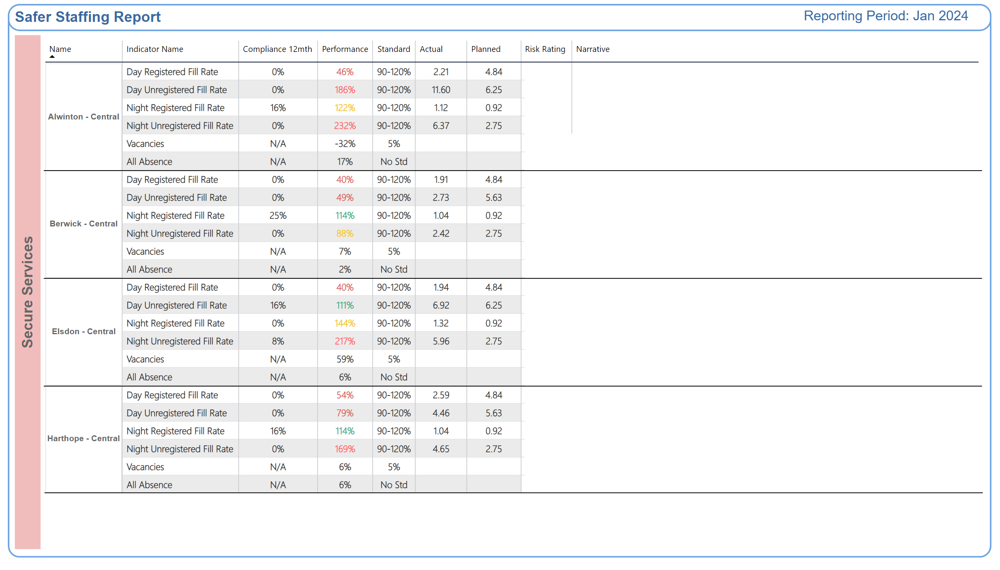 Safer Staffing Report
Reporting Period: Jan 2024
Secure Services
Name Indicator Name Compliance 12mth Performance Standard Actual Planned Risk Rating Narrative
Alwinton - Central
Day Registered Fill Rate 0% 46% 90-120% 2.21 4.84
Day Unregistered Fill Rate 0% 186% 90-120% 11.60 6.25
Night Registered Fill Rate 16% 122% 90-120% 1.12 0.92
Night Unregistered Fill Rate 0% 232% 90-120% 6.37 2.75
Vacancies N/A -32% 5%
All Absence N/A 17% No Std
Berwick - Central
Day Registered Fill Rate 0% 40% 90-120% 1.91 4.84
Day Unregistered Fill Rate 0% 49% 90-120% 2.73 5.63
Night Registered Fill Rate 25% 114% 90-120% 1.04 0.92
Night Unregistered Fill Rate 0% 88% 90-120% 2.42 2.75
Vacancies N/A 7% 5%
All Absence N/A 2% No Std
Elsdon - Central
Day Registered Fill Rate 0% 40% 90-120% 1.94 4.84
Day Unregistered Fill Rate 16% 111% 90-120% 6.92 6.25
Night Registered Fill Rate 0% 144% 90-120% 1.32 0.92
Night Unregistered Fill Rate 8% 217% 90-120% 5.96 2.75
Vacancies N/A 59% 5%
All Absence N/A 6% No Std
Harthope - Central
Day Registered Fill Rate 0% 54% 90-120% 2.59 4.84
Day Unregistered Fill Rate 0% 79% 90-120% 4.46 5.63
Night Registered Fill Rate 16% 114% 90-120% 1.04 0.92
Night Unregistered Fill Rate 0% 169% 90-120% 4.65 2.75
Vacancies N/A 6% 5%
All Absence N/A 6% No Std